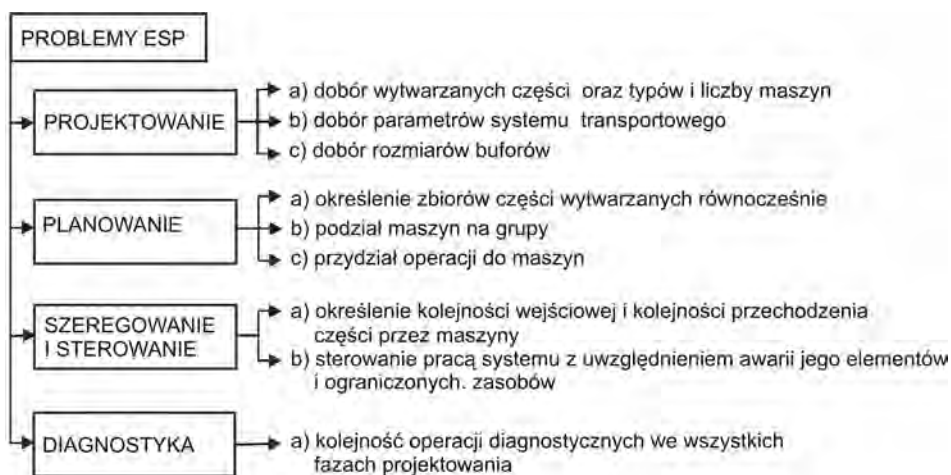 PROBLEMY ESP
PROJEKTOWANIE
a) dobór wytwarzanych części oraz typów i liczby maszyn
b) dobór parametrów systemu transportowego
c) dobór rozmiarów buforów
PLANOWANIE
a) określenie zbiorów części wytwarzanych równocześnie
b) podział maszyn na grupy
c) przydział operacji do maszyn
SZEREGOWANIE
I STEROWANIE
a) określenie kolejności wejściowej i kolejności przechodzenia
części przez maszyny
b) sterowanie pracą systemu z uwzględnieniem awarii jego elementów
i ograniczonych. zasobów
DIAGNOSTYKA
a) kolejność operacji diagnostycznych we wszystkich
fazach projektowania